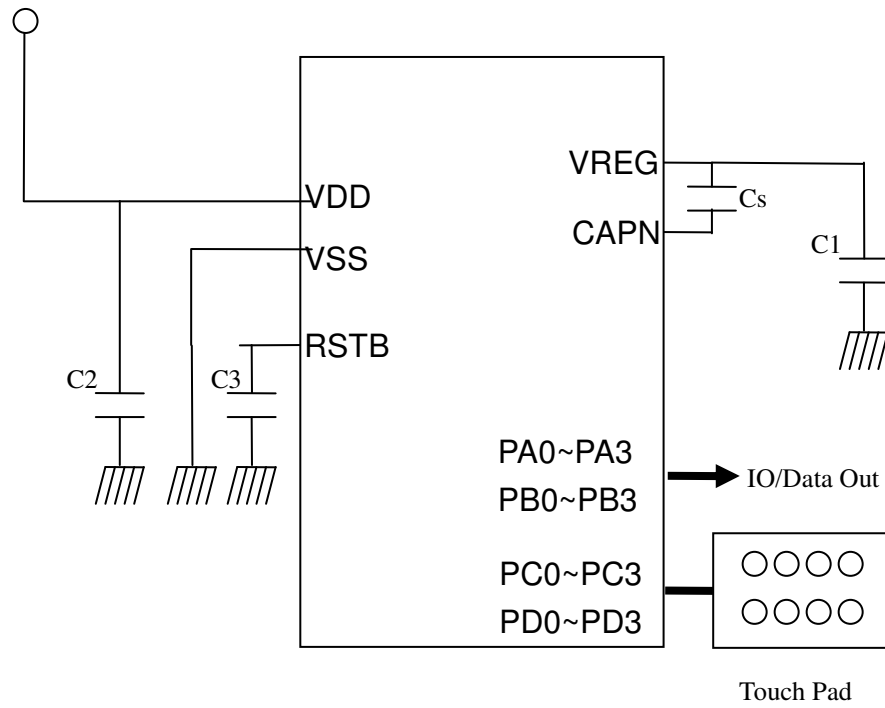 VREG
VDD
Cs
CAPN
VSS
C1
RSTB
C2
C3
PA0~PA3
IO/Data Out
PB0~PB3
PC0~PC3
PD0~PD3
Touch Pad